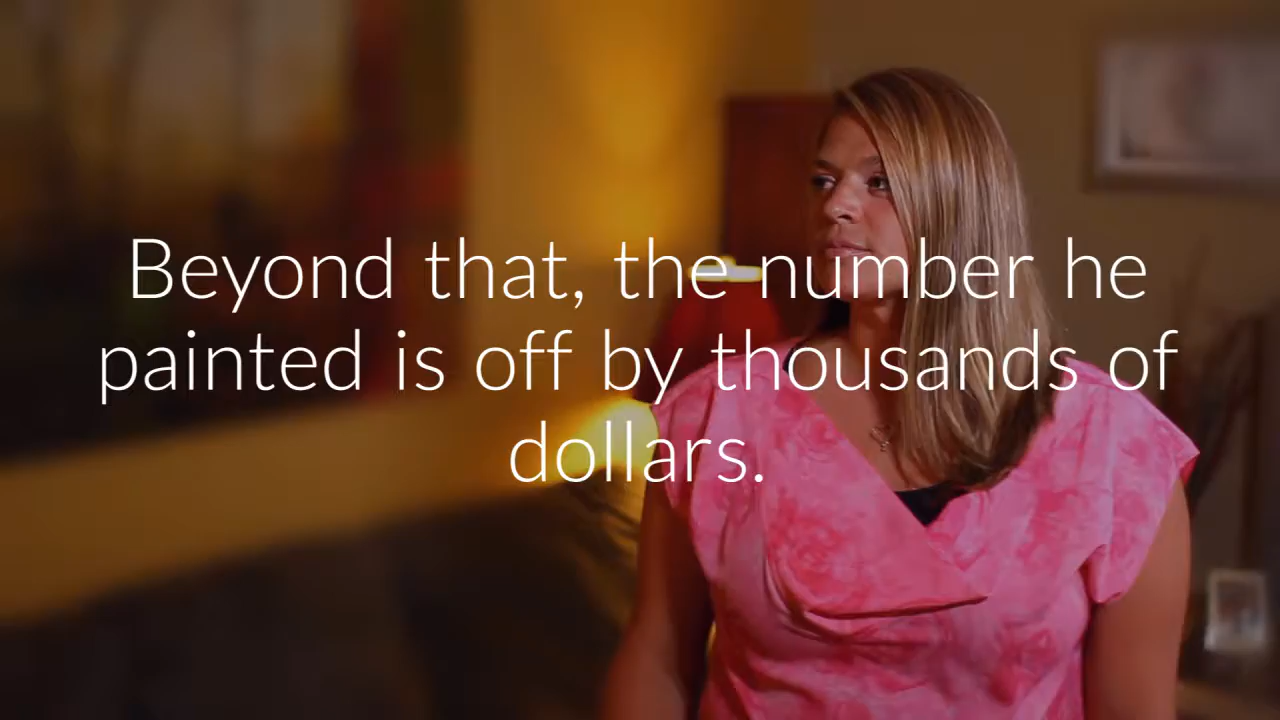 Beyond that, the number he
painted is off by thousands of
dollars.